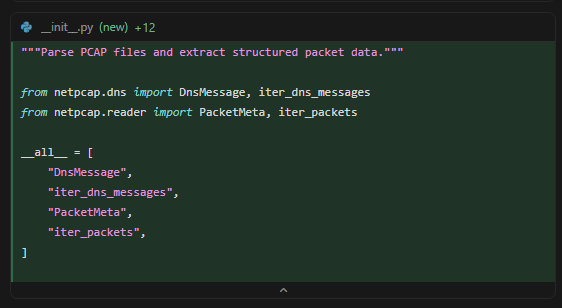 __init__.py (new) +12
"""Parse PCAP files and extract structured packet data."""
from netpcap.dns import DnsMessage, iter_dns_messages
from netpcap.reader import PacketMeta, iter_packets
__all__ = [
    "DnsMessage",
    "iter_dns_messages",
    "PacketMeta",
    "iter_packets",
]